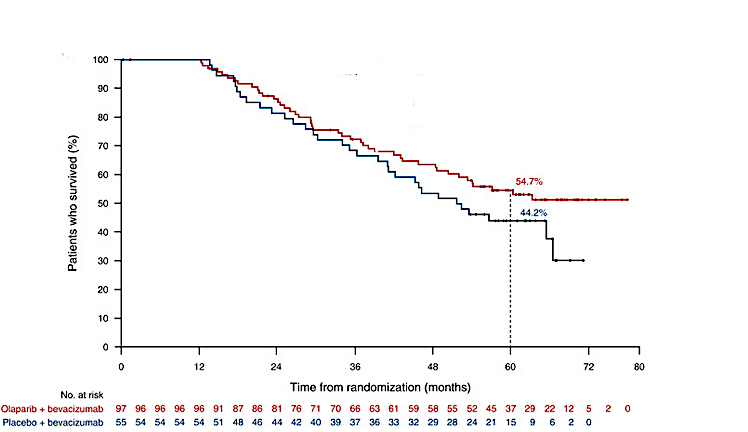 100
90
80
70
60
50
40
30
20
10
0
Patients who survived (%)
54.7%
44.2%
0 12 24 36 48 60 72 80
Time from randomization (months)
No. at risk
Olaparib + bevacizumab 97 96 96 96 96 91 87 86 81 76 71 70 66 63 61 59 58 55 52 45 37 29 22 12 5 2 0
Placebo + bevacizumab 55 54 54 54 54 51 48 46 44 42 40 39 37 36 33 32 29 28 24 21 15 9 6 2 0